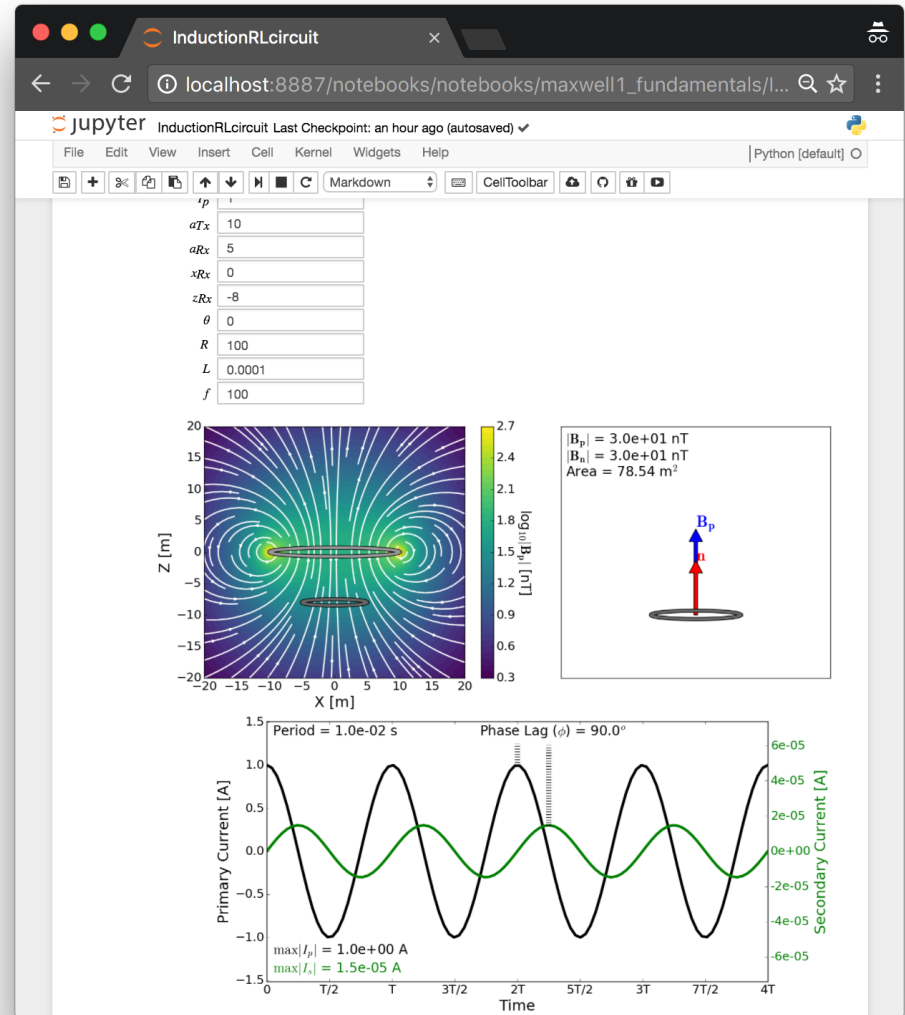 InductionRLcircuit ×
localhost:8887/notebooks/notebooks/maxwell1_fundamentals/I...
jupyter InductionRLcircuit Last Checkpoint: an hour ago (autosaved)
File Edit View Insert Cell Kernel Widgets Help Python [default]
Markdown CellToolbar
aTx 10
aRx 5
xRx 0
zRx -8
θ 0
R 100
L 0.0001
f 100
20
15
10
5
0
−5
−10
−15
−20
Z [m]
−20 −15 −10 −5 0 5 10 15 20
X [m]
2.7
2.4
2.1
1.8
1.5
1.2
0.9
0.6
0.3
log₁₀|Bₚ| [nT]
|Bₚ| = 3.0e+01 nT
|Bₙ| = 3.0e+01 nT
Area = 78.54 m²
Bₚ
n
Period = 1.0e-02 s
Phase Lag (ϕ) = 90.0°
1.5
1.0
0.5
0.0
−0.5
−1.0
−1.5
Primary Current [A]
6e-05
4e-05
2e-05
0e+00
-2e-05
-4e-05
-6e-05
Secondary Current [A]
max|Iₚ| = 1.0e+00 A
max|Iₛ| = 1.5e-05 A
0 T/2 T 3T/2 2T 5T/2 3T 7T/2 4T
Time